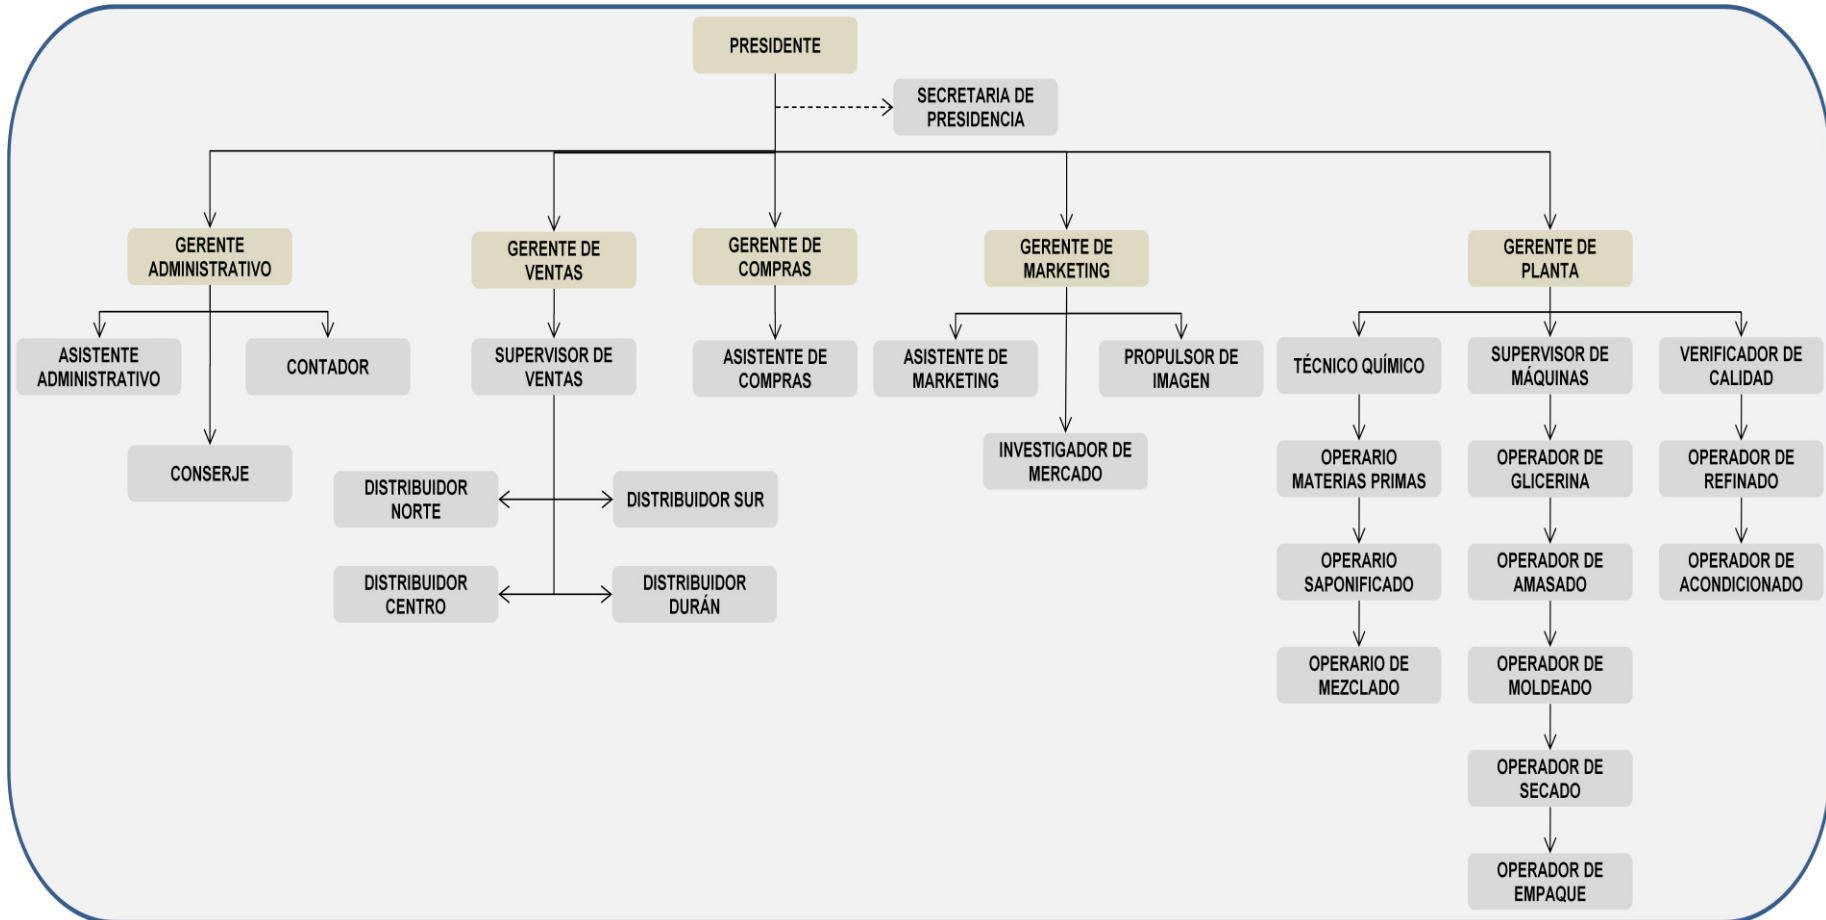 PRESIDENTE
SECRETARIA DE
PRESIDENCIA
GERENTE
ADMINISTRATIVO
GERENTE DE
VENTAS
GERENTE DE
COMPRAS
GERENTE DE
MARKETING
GERENTE DE
PLANTA
ASISTENTE
ADMINISTRATIVO
CONTADOR
SUPERVISOR DE
VENTAS
ASISTENTE DE
COMPRAS
ASISTENTE DE
MARKETING
PROPULSOR DE
IMAGEN
TÉCNICO QUÍMICO
SUPERVISOR DE
MÁQUINAS
VERIFICADOR DE
CALIDAD
CONSERJE
INVESTIGADOR DE
MERCADO
OPERARIO
MATERIAS PRIMAS
OPERADOR DE
GLICERINA
OPERADOR DE
REFINADO
DISTRIBUIDOR
NORTE
DISTRIBUIDOR SUR
OPERARIO
SAPONIFICADO
OPERADOR DE
AMASADO
OPERADOR DE
ACONDICIONADO
DISTRIBUIDOR
CENTRO
DISTRIBUIDOR
DURÁN
OPERARIO DE
MEZCLADO
OPERADOR DE
MOLDEADO
OPERADOR DE
SECADO
OPERADOR DE
EMPAQUE